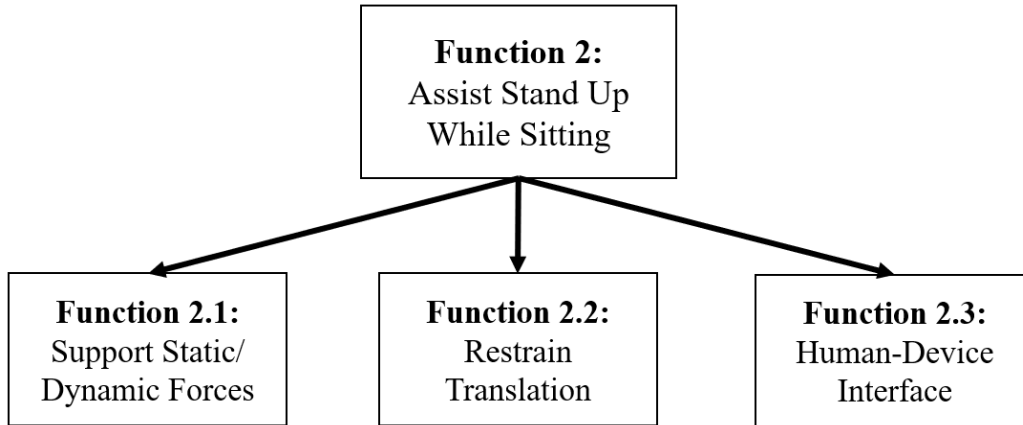 Function 2:
Assist Stand Up
While Sitting
Function 2.1:
Support Static/
Dynamic Forces
Function 2.2:
Restrain
Translation
Function 2.3:
Human-Device
Interface